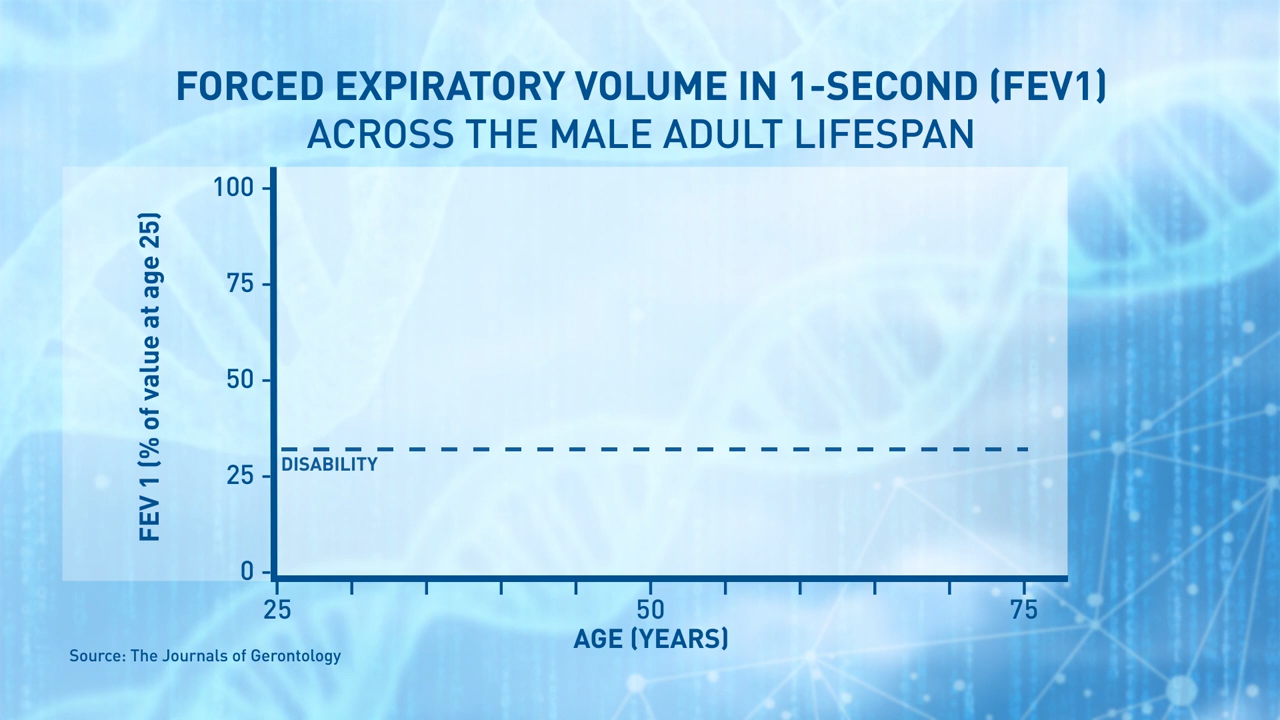 FORCED EXPIRATORY VOLUME IN 1-SECOND (FEV1)
ACROSS THE MALE ADULT LIFESPAN
FEV 1 (% of value at age 25)
100
75
50
25
0
DISABILITY
25
50
75
AGE (YEARS)
Source: The Journals of Gerontology